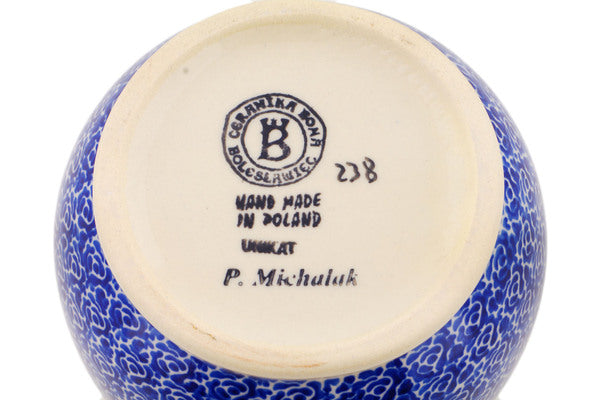 CERAMIKA BONA
B
BOLESŁAWIEC
238
HAND MADE
IN POLAND
UNIKAT
P. Michalak